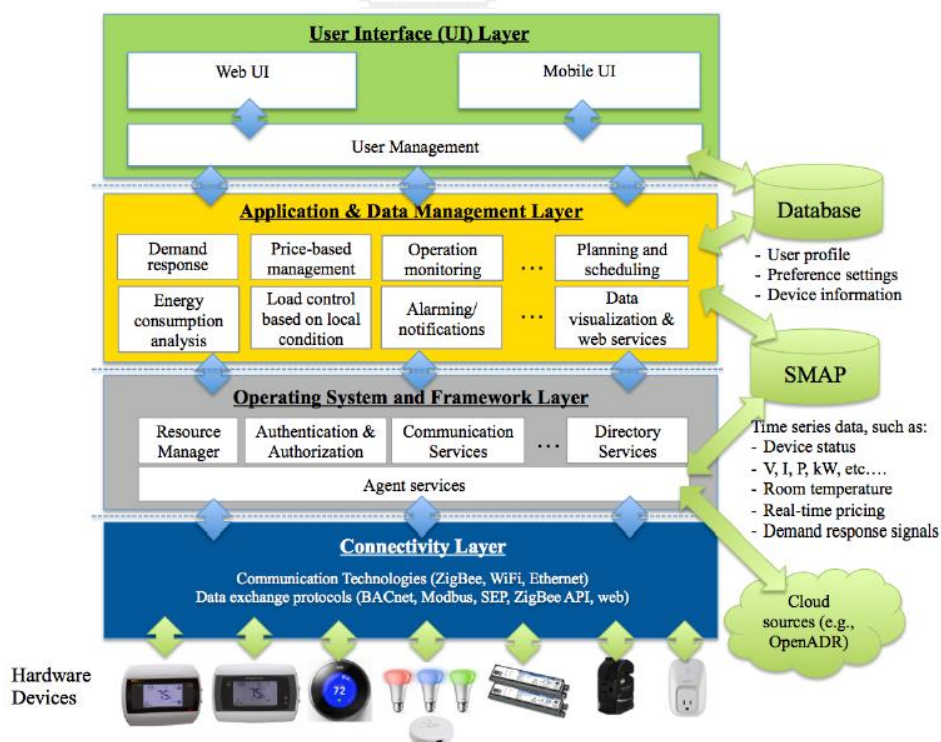 User Interface (UI) Layer
Web UI
Mobile UI
User Management
Application & Data Management Layer
Demand
response
Price-based
management
Operation
monitoring
...
Planning and
scheduling
Energy
consumption
analysis
Load control
based on local
condition
Alarming/
notifications
...
Data
visualization &
web services
Operating System and Framework Layer
Resource
Manager
Authentication &
Authorization
Communication
Services
...
Directory
Services
Agent services
Connectivity Layer
Communication Technologies (ZigBee, WiFi, Ethernet)
Data exchange protocols (BACnet, Modbus, SEP, ZigBee API, web)
Hardware
Devices
75
75
72
Database
- User profile
- Preference settings
- Device information
SMAP
Time series data, such as:
- Device status
- V, I, P, kW, etc….
- Room temperature
- Real-time pricing
- Demand response signals
Cloud
sources (e.g.,
OpenADR)